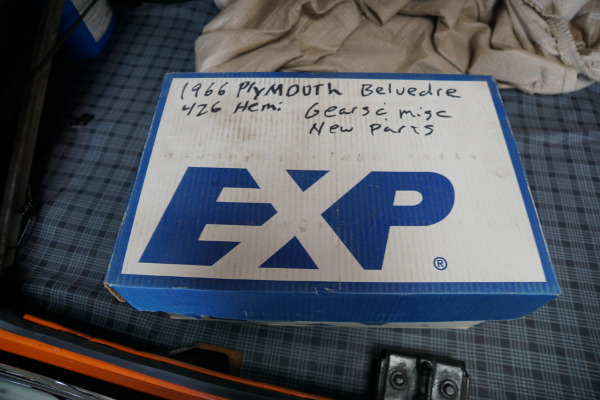 1966 PlyMOUTH Belvedre
426 Hemi Gears & misc
New Parts
EXP®